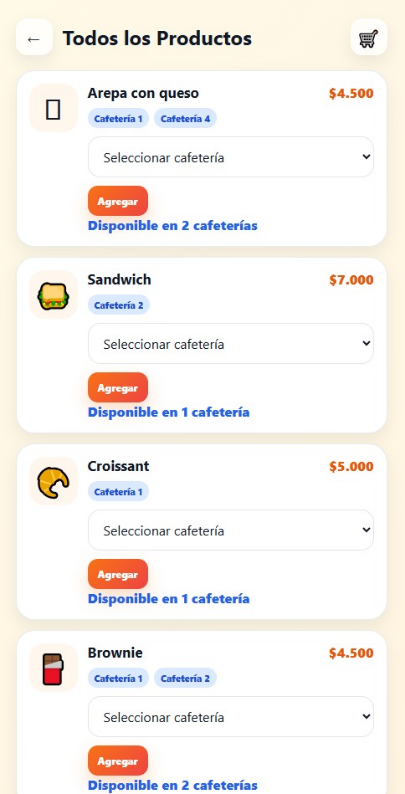 ← Todos los Productos
Arepa con queso $4.500
Cafetería 1 Cafetería 4
Seleccionar cafetería
Agregar
Disponible en 2 cafeterías
Sandwich $7.000
Cafetería 2
Seleccionar cafetería
Agregar
Disponible en 1 cafetería
Croissant $5.000
Cafetería 1
Seleccionar cafetería
Agregar
Disponible en 1 cafetería
Brownie $4.500
Cafetería 1 Cafetería 2
Seleccionar cafetería
Agregar
Disponible en 2 cafeterías